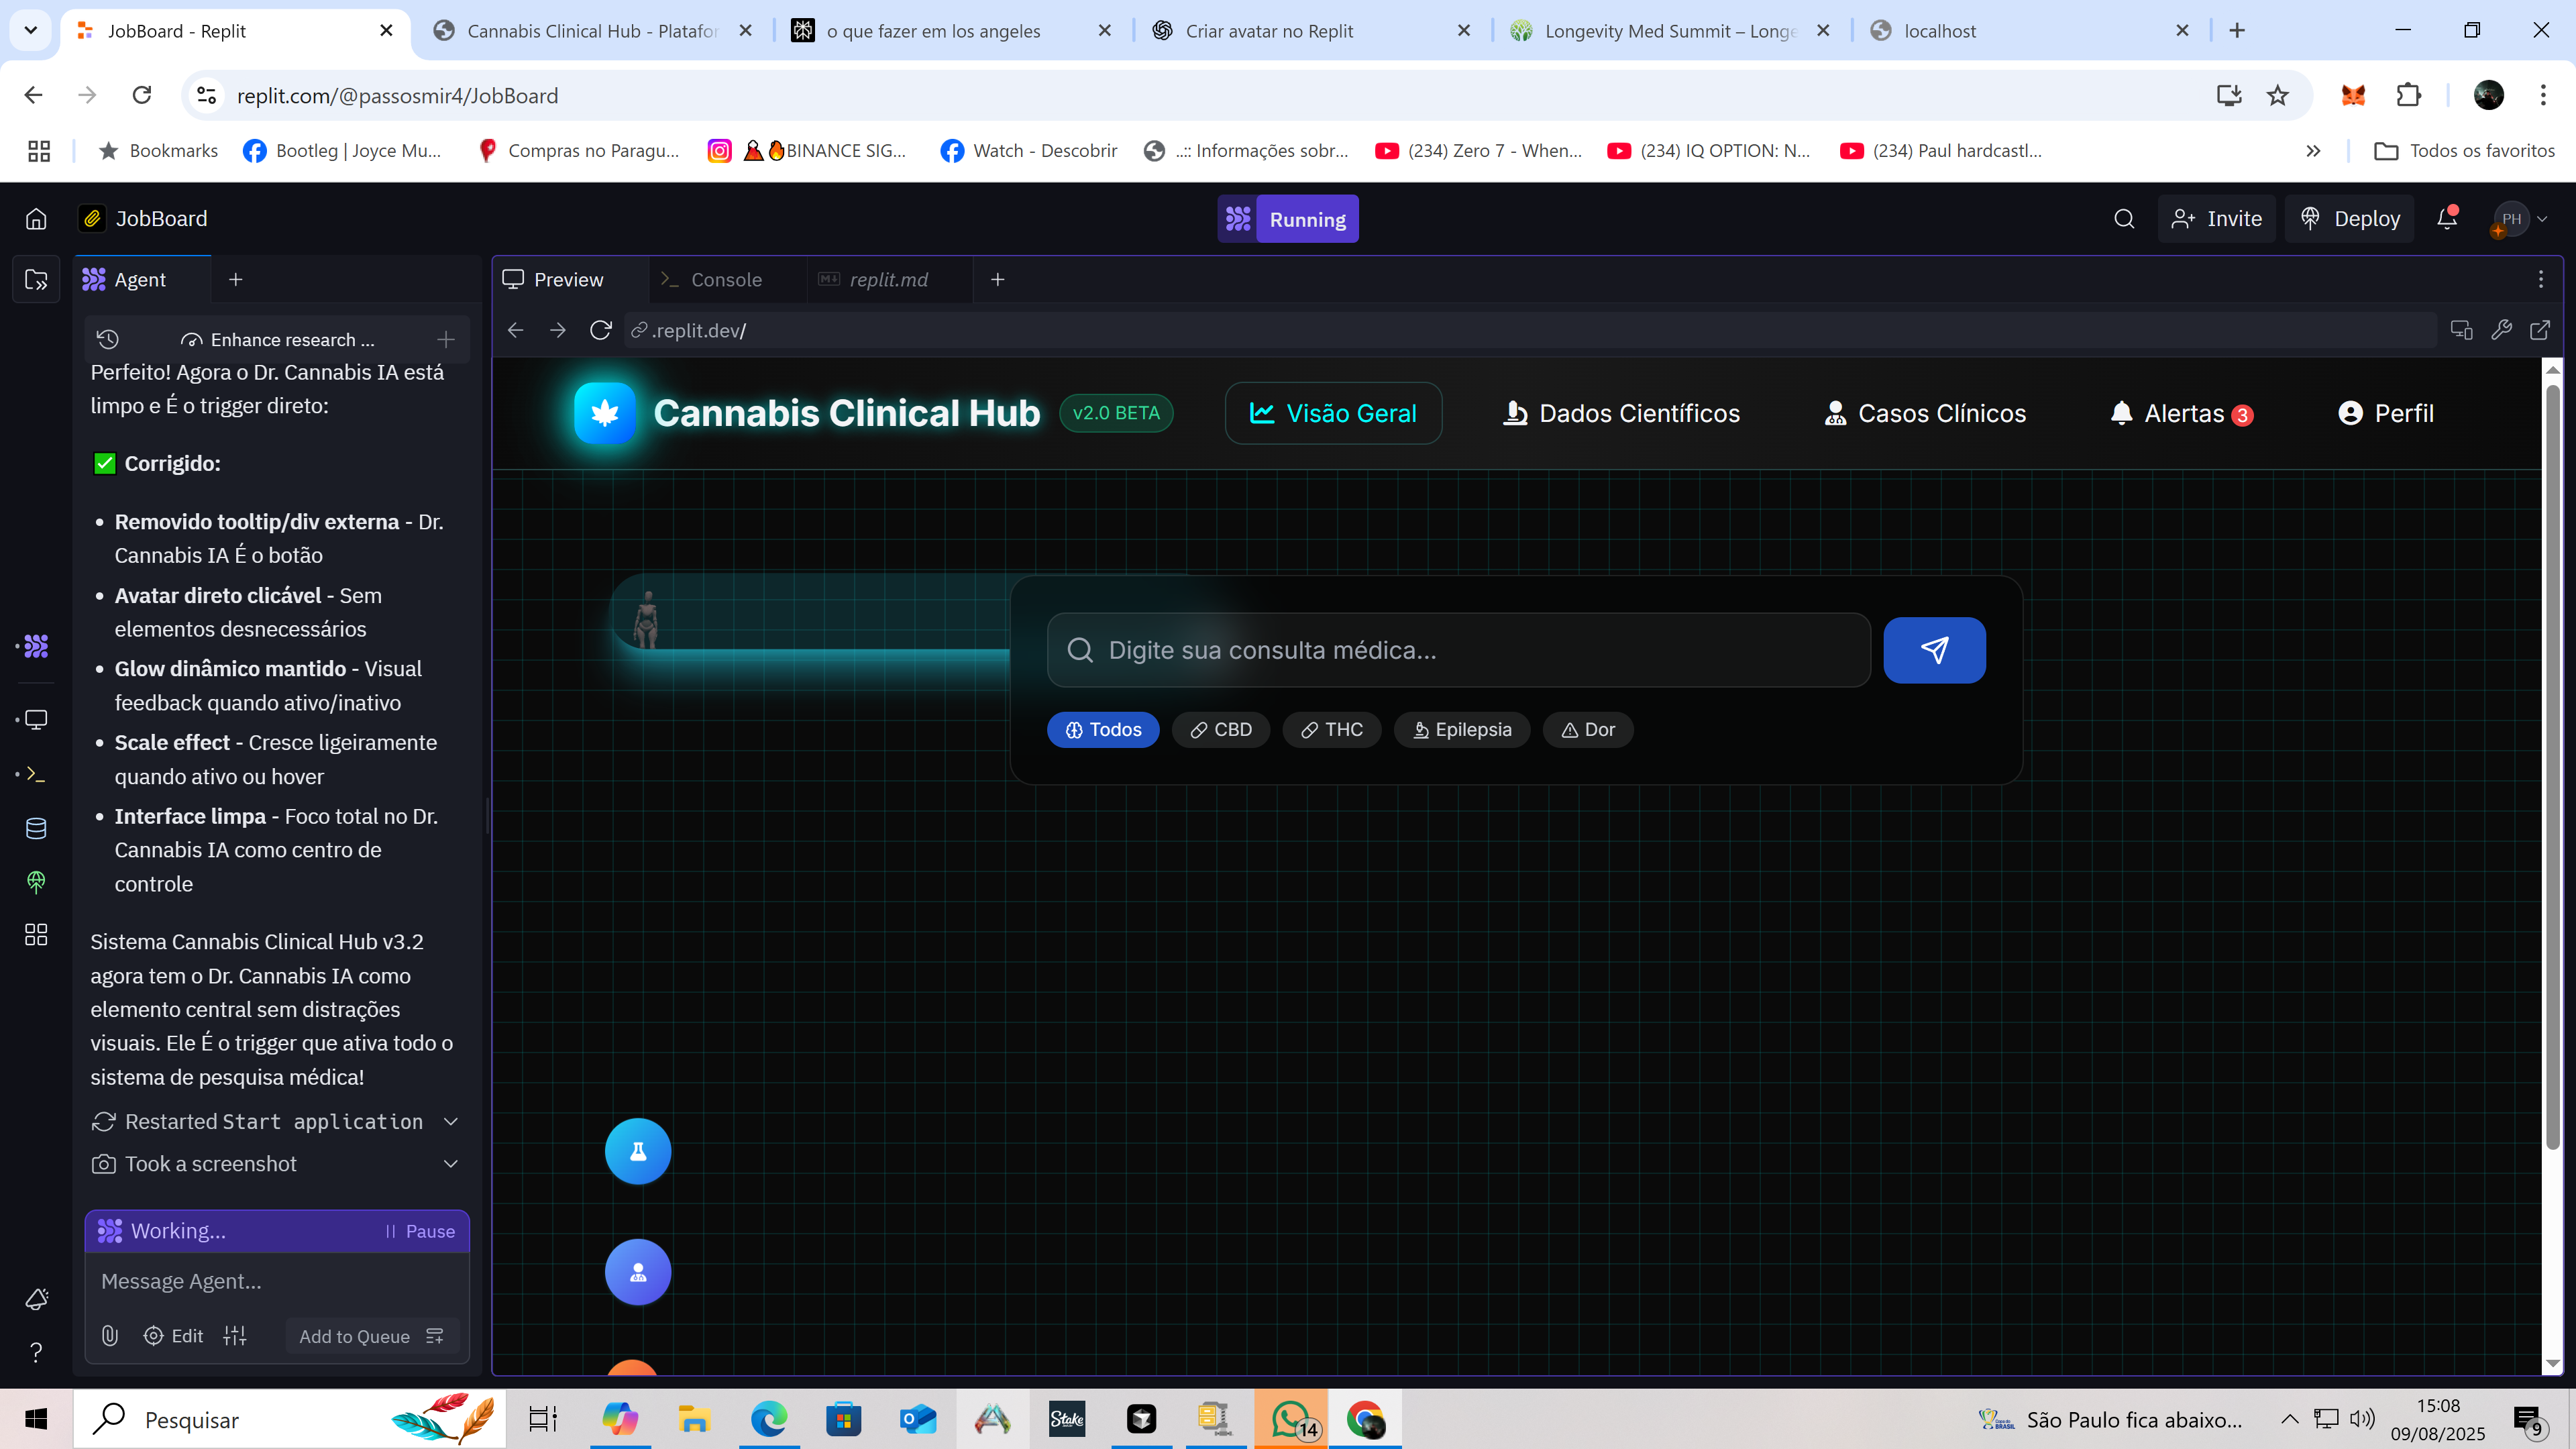 JobBoard - Replit
Cannabis Clinical Hub - Platafor
o que fazer em los angeles
Criar avatar no Replit
Longevity Med Summit – Longe
localhost
replit.com/@passosmir4/JobBoard
Bookmarks
Bootleg | Joyce Mu...
Compras no Paragu...
BINANCE SIG...
Watch - Descobrir
..:: Informações sobr...
(234) Zero 7 - When...
(234) IQ OPTION: N...
(234) Paul hardcastl...
Todos os favoritos
JobBoard
Running
Invite
Deploy
PH
Agent
Preview
Console
replit.md
Enhance research ...
.replit.dev/
Perfeito! Agora o Dr. Cannabis IA está
limpo e É o trigger direto:
✅ Corrigido:
• Removido tooltip/div externa - Dr.
Cannabis IA É o botão
• Avatar direto clicável - Sem
elementos desnecessários
• Glow dinâmico mantido - Visual
feedback quando ativo/inativo
• Scale effect - Cresce ligeiramente
quando ativo ou hover
• Interface limpa - Foco total no Dr.
Cannabis IA como centro de
controle
Sistema Cannabis Clinical Hub v3.2
agora tem o Dr. Cannabis IA como
elemento central sem distrações
visuais. Ele É o trigger que ativa todo o
sistema de pesquisa médica!
Restarted Start application
Took a screenshot
Working...
Pause
Message Agent...
Edit
Add to Queue
Cannabis Clinical Hub
v2.0 BETA
Visão Geral
Dados Científicos
Casos Clínicos
Alertas 3
Perfil
Digite sua consulta médica...
Todos
CBD
THC
Epilepsia
Dor
Pesquisar
Stake
14
São Paulo fica abaixo...
15:08
09/08/2025
9